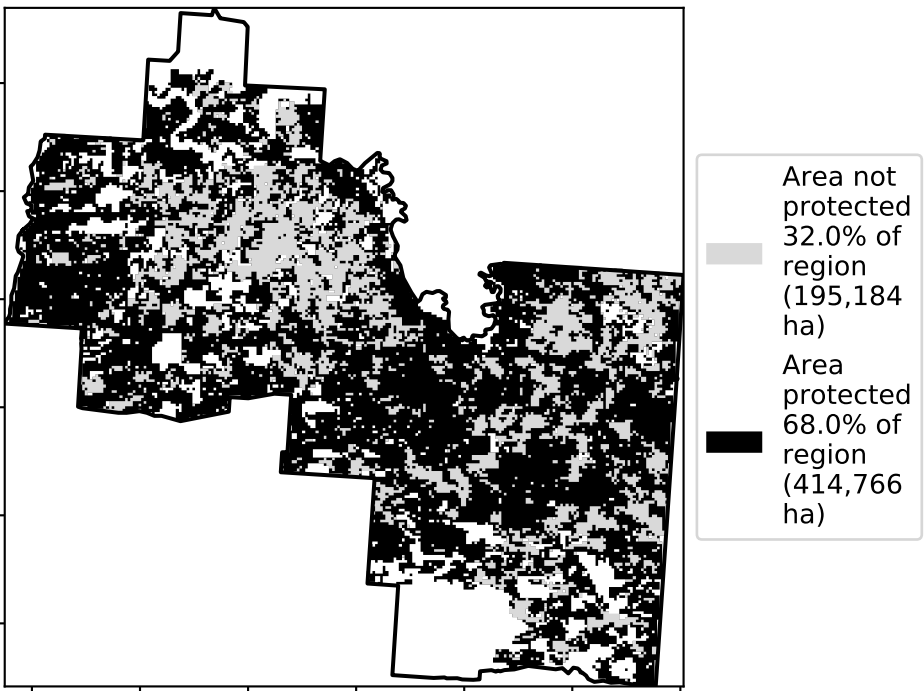 Area not
protected
32.0% of
region
(195,184
ha)
Area
protected
68.0% of
region
(414,766
ha)